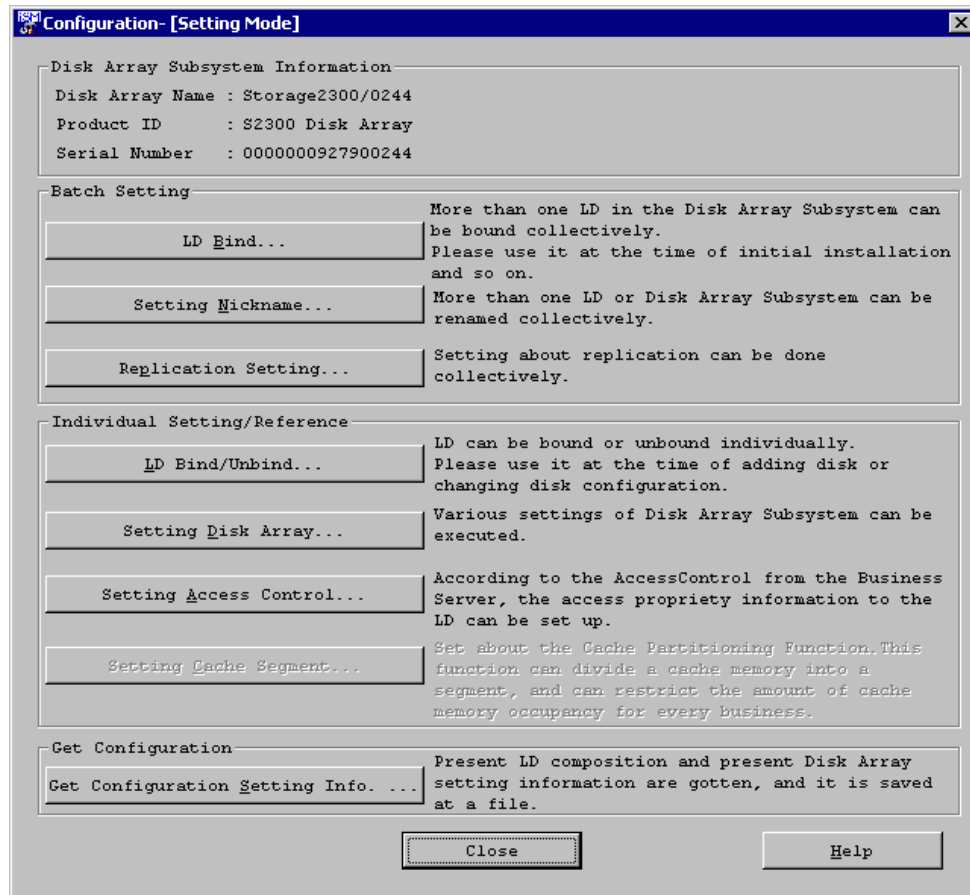 Configuration- [Setting Mode]
Disk Array Subsystem Information
Disk Array Name : Storage2300/0244
Product ID : S2300 Disk Array
Serial Number : 0000000927900244
Batch Setting
LD Bind...
More than one LD in the Disk Array Subsystem can
be bound collectively.
Please use it at the time of initial installation
and so on.
Setting Nickname...
More than one LD or Disk Array Subsystem can be
renamed collectively.
Replication Setting...
Setting about replication can be done
collectively.
Individual Setting/Reference
LD Bind/Unbind...
LD can be bound or unbound individually.
Please use it at the time of adding disk or
changing disk configuration.
Setting Disk Array...
Various settings of Disk Array Subsystem can be
executed.
Setting Access Control...
According to the AccessControl from the Business
Server, the access propriety information to the
LD can be set up.
Setting Cache Segment...
Set about the Cache Partitioning Function.This
function can divide a cache memory into a
segment, and can restrict the amount of cache
memory occupancy for every business.
Get Configuration
Get Configuration Setting Info. ...
Present LD composition and present Disk Array
setting information are gotten, and it is saved
at a file.
Close
Help